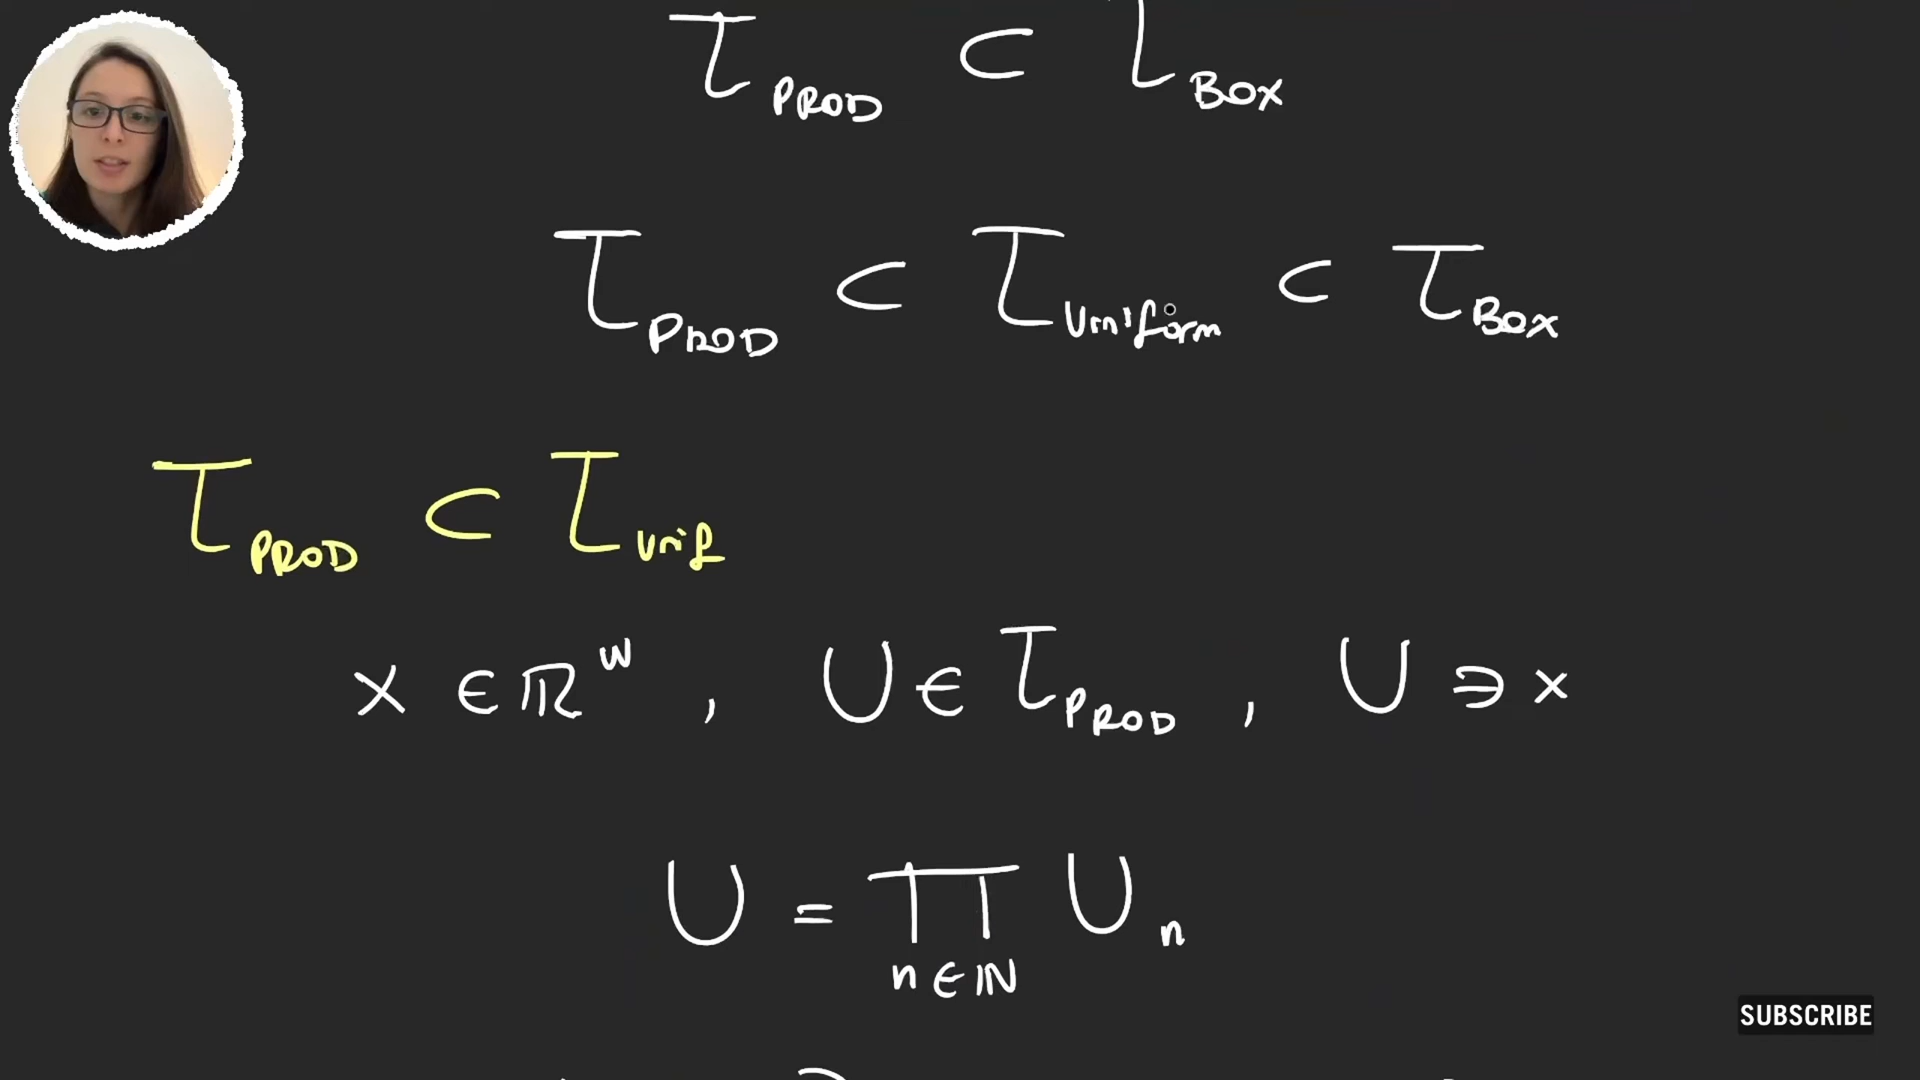 τ_PROD ⊂ τ_BOX
τ_PROD ⊂ τ_Uniform ⊂ τ_BOX
τ_PROD ⊂ τ_Unif
x ∈ ℝ^ω , U ∈ τ_PROD , U ∋ x
U = ∏_{n∈ℕ} U_n
SUBSCRIBE